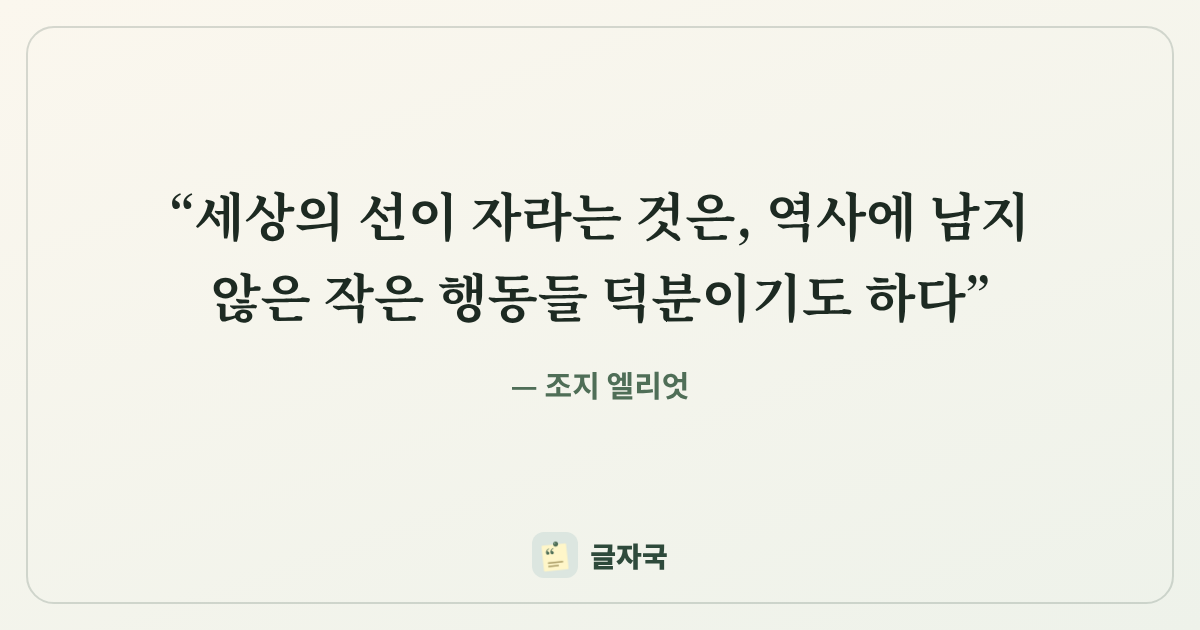 “세상의 선이 자라는 것은, 역사에 남지
않은 작은 행동들 덕분이기도 하다”
— 조지 엘리엇
글자국